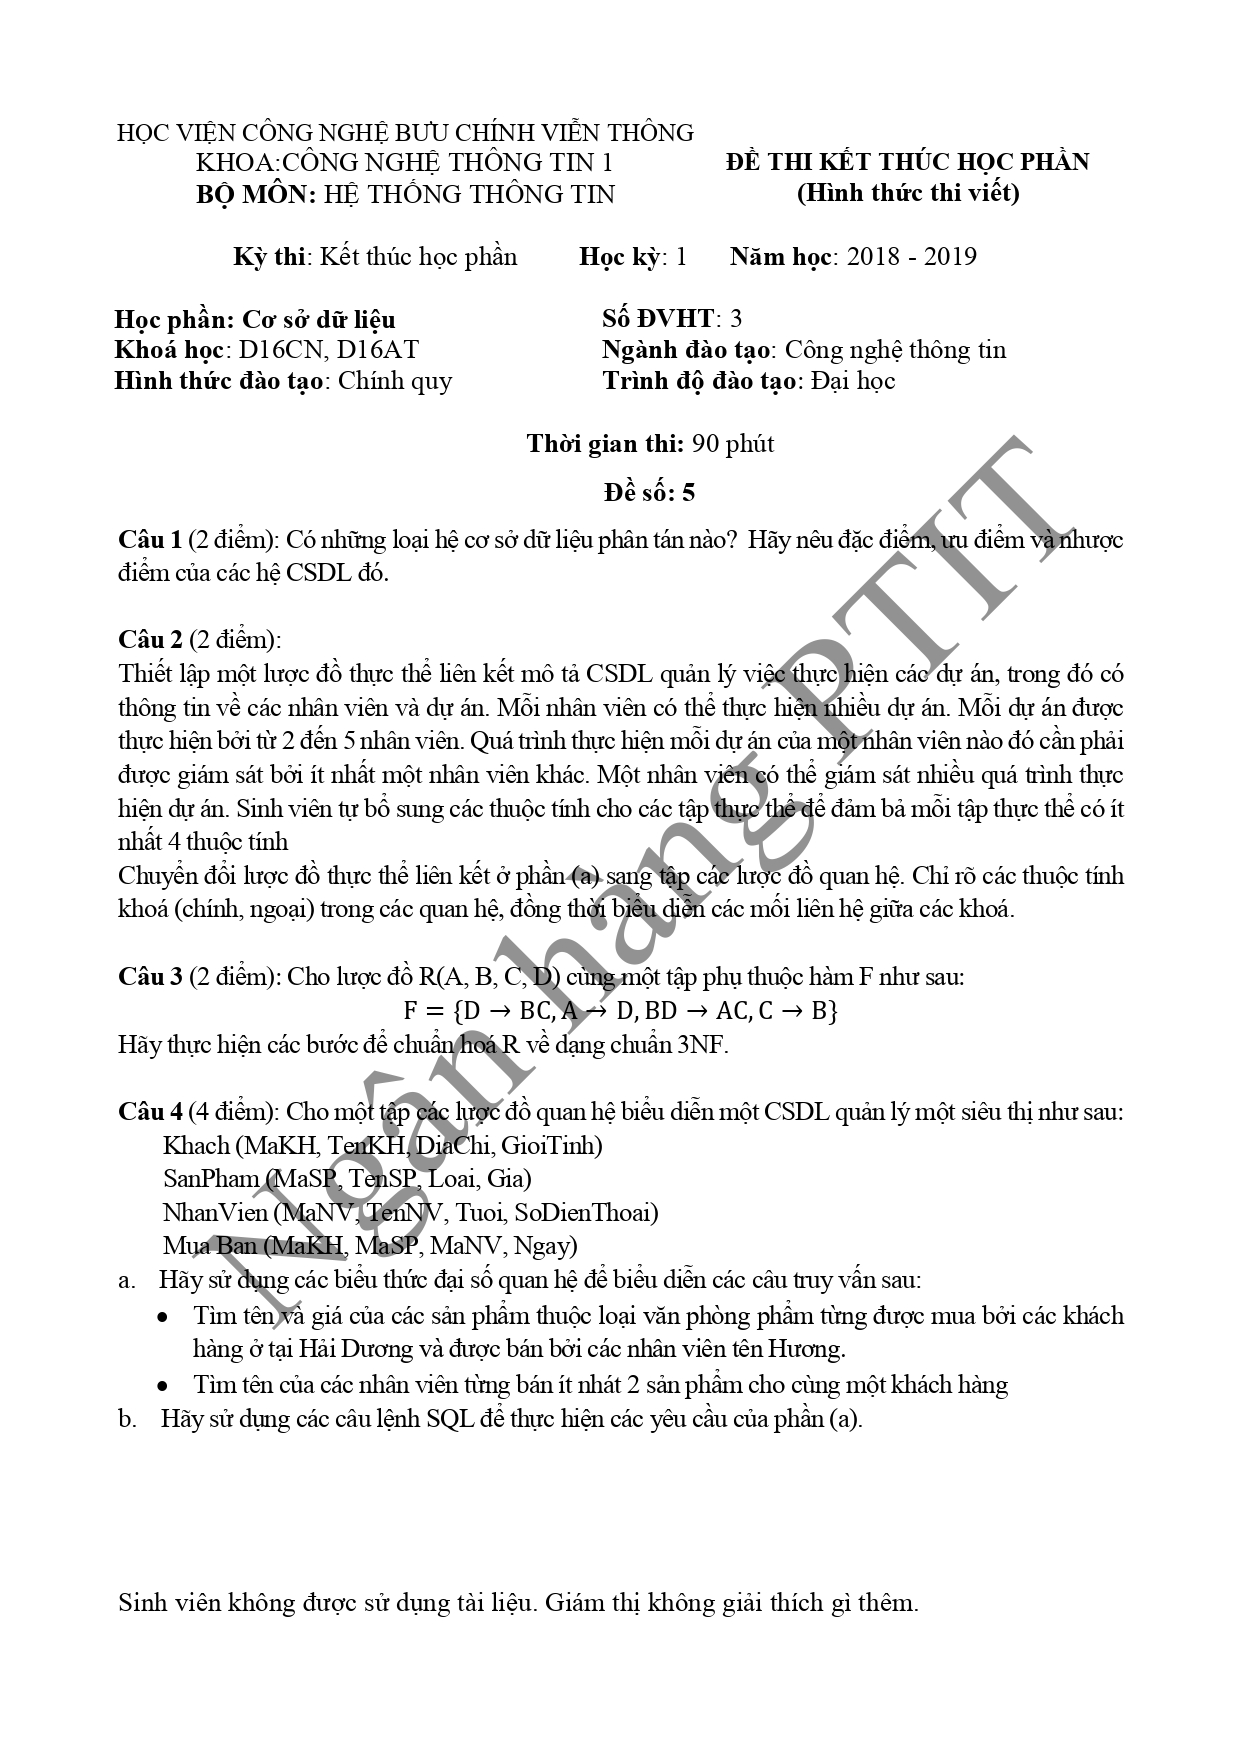 HỌC VIỆN CÔNG NGHỆ BƯU CHÍNH VIỄN THÔNG
KHOA:CÔNG NGHỆ THÔNG TIN 1
BỘ MÔN: HỆ THỐNG THÔNG TIN
ĐỀ THI KẾT THÚC HỌC PHẦN
(Hình thức thi viết)
Kỳ thi: Kết thúc học phần Học kỳ: 1 Năm học: 2018 - 2019
Học phần: Cơ sở dữ liệu Số ĐVHT: 3
Khoá học: D16CN, D16AT Ngành đào tạo: Công nghệ thông tin
Hình thức đào tạo: Chính quy Trình độ đào tạo: Đại học
Thời gian thi: 90 phút
Đề số: 5
Câu 1 (2 điểm): Có những loại hệ cơ sở dữ liệu phân tán nào? Hãy nêu đặc điểm, ưu điểm và nhược
điểm của các hệ CSDL đó.
Câu 2 (2 điểm):
Thiết lập một lược đồ thực thể liên kết mô tả CSDL quản lý việc thực hiện các dự án, trong đó có
thông tin về các nhân viên và dự án. Mỗi nhân viên có thể thực hiện nhiều dự án. Mỗi dự án được
thực hiện bởi từ 2 đến 5 nhân viên. Quá trình thực hiện mỗi dự án của một nhân viên nào đó cần phải
được giám sát bởi ít nhất một nhân viên khác. Một nhân viên có thể giám sát nhiều quá trình thực
hiện dự án. Sinh viên tự bổ sung các thuộc tính cho các tập thực thể để đảm bả mỗi tập thực thể có ít
nhất 4 thuộc tính
Chuyển đổi lược đồ thực thể liên kết ở phần (a) sang tập các lược đồ quan hệ. Chỉ rõ các thuộc tính
khoá (chính, ngoại) trong các quan hệ, đồng thời biểu diễn các mối liên hệ giữa các khoá.
Câu 3 (2 điểm): Cho lược đồ R(A, B, C, D) cùng một tập phụ thuộc hàm F như sau:
F = {D → BC, A → D, BD → AC, C → B}
Hãy thực hiện các bước để chuẩn hoá R về dạng chuẩn 3NF.
Câu 4 (4 điểm): Cho một tập các lược đồ quan hệ biểu diễn một CSDL quản lý một siêu thị như sau:
Khach (MaKH, TenKH, DiaChi, GioiTinh)
SanPham (MaSP, TenSP, Loai, Gia)
NhanVien (MaNV, TenNV, Tuoi, SoDienThoai)
Mua Ban (MaKH, MaSP, MaNV, Ngay)
a. Hãy sử dụng các biểu thức đại số quan hệ để biểu diễn các câu truy vấn sau:
• Tìm tên và giá của các sản phẩm thuộc loại văn phòng phẩm từng được mua bởi các khách
hàng ở tại Hải Dương và được bán bởi các nhân viên tên Hương.
• Tìm tên của các nhân viên từng bán ít nhát 2 sản phẩm cho cùng một khách hàng
b. Hãy sử dụng các câu lệnh SQL để thực hiện các yêu cầu của phần (a).
Sinh viên không được sử dụng tài liệu. Giám thị không giải thích gì thêm.
Ngân hàng PTIT